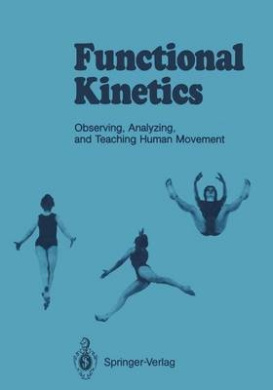 Functional
Kinetics
Observing, Analyzing,
and Teaching Human Movement
Springer-Verlag